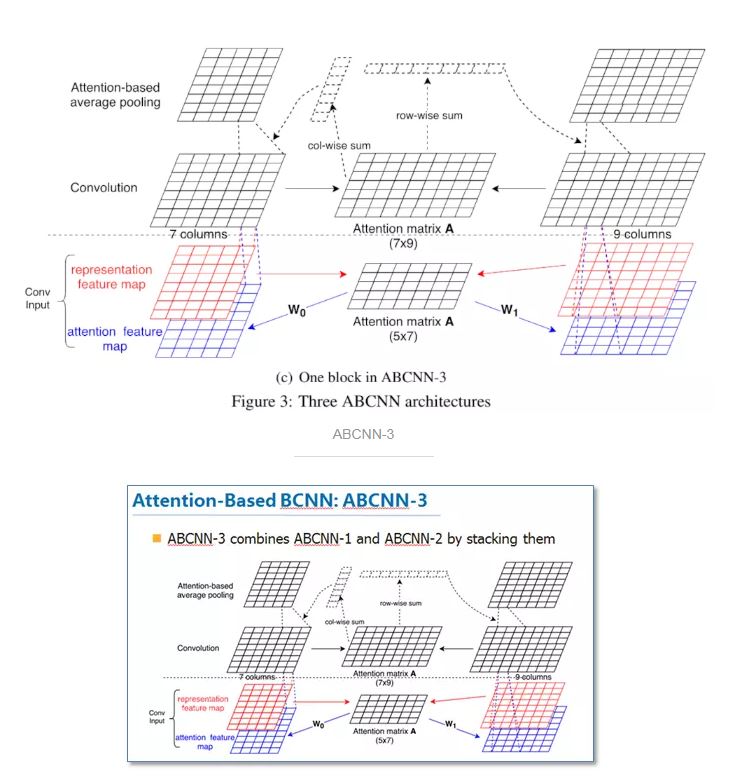 Attention-based
average pooling
row-wise sum
col-wise sum
Convolution
7 columns
Attention matrix A
(7x9)
9 columns
Conv
Input
representation
feature map
attention feature
map
W0
Attention matrix A
(5x7)
W1
(c) One block in ABCNN-3
Figure 3: Three ABCNN architectures
ABCNN-3
Attention-Based BCNN: ABCNN-3
ABCNN-3 combines ABCNN-1 and ABCNN-2 by stacking them
Attention-based
average pooling
row-wise sum
col-wise sum
Convolution
7 columns
Attention matrix A
(7x9)
9 columns
Conv
Input
representation
feature map
attention feature
map
W0
Attention matrix A
(5x7)
W1